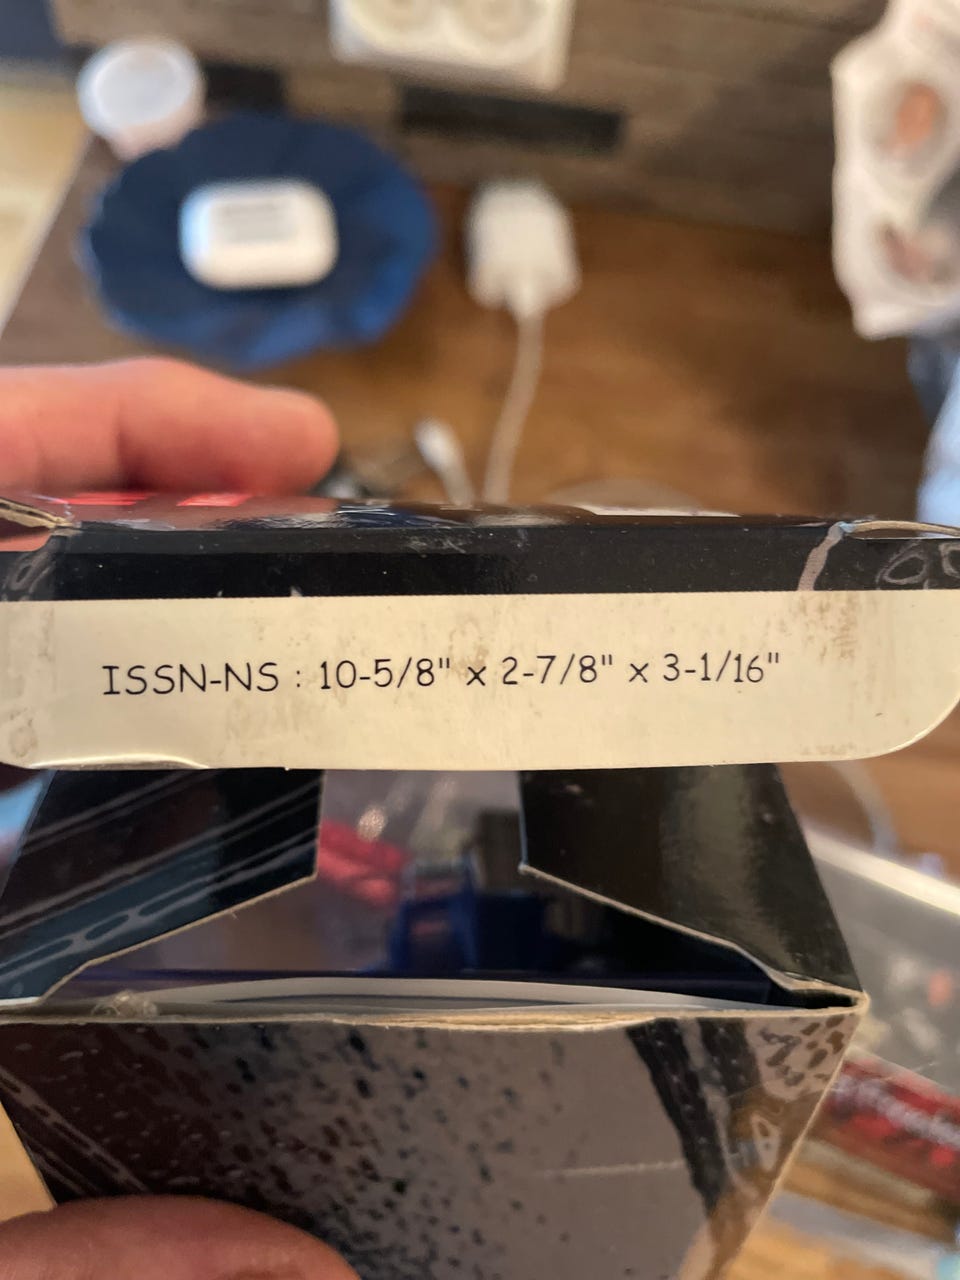 ISSN-NS : 10-5/8" x 2-7/8" x 3-1/16"